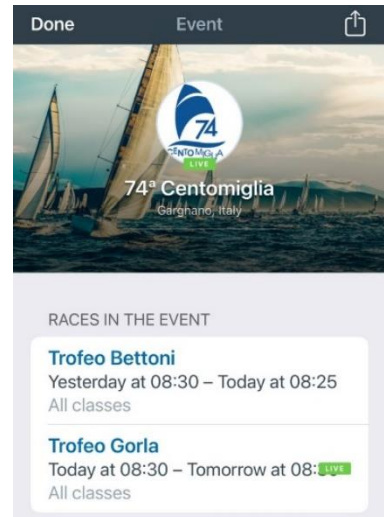 Done Event
74
CENTOMIGLIA
LIVE
74ª Centomiglia
Gargnano, Italy
RACES IN THE EVENT
Trofeo Bettoni
Yesterday at 08:30 – Today at 08:25
All classes
Trofeo Gorla
Today at 08:30 – Tomorrow at LIVE
All classes